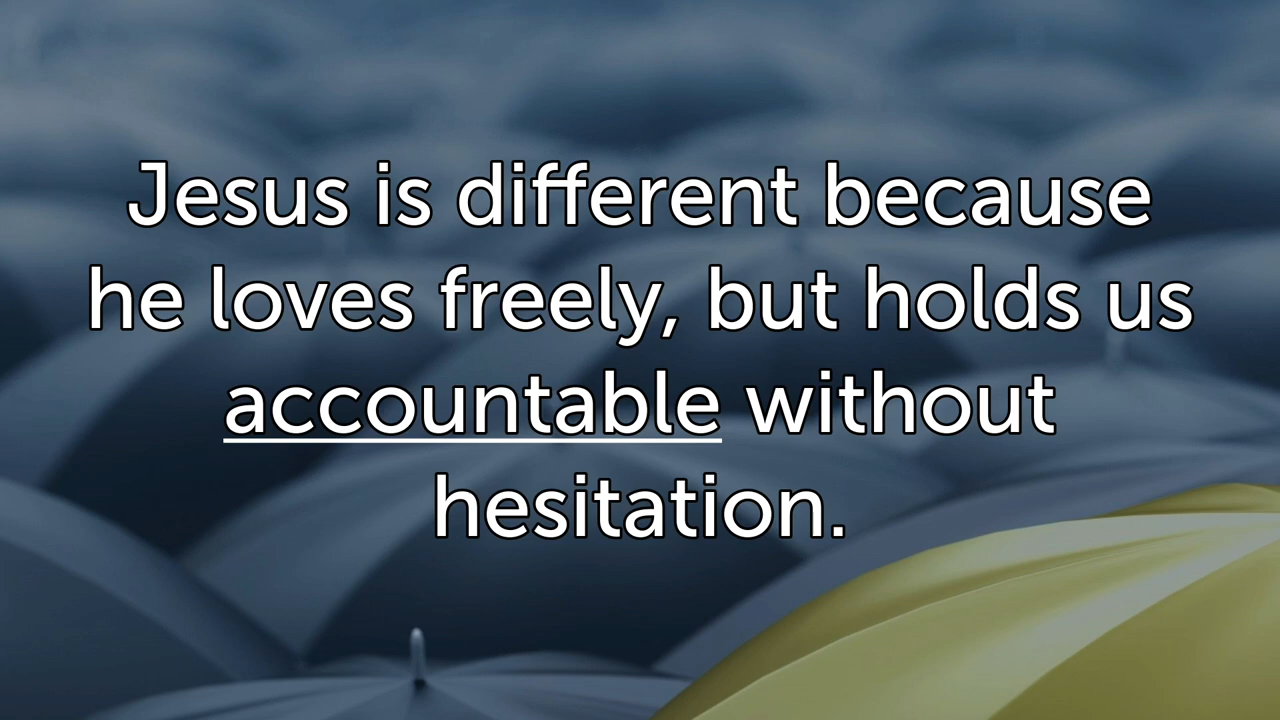 Jesus is different because
he loves freely, but holds us
accountable without
hesitation.